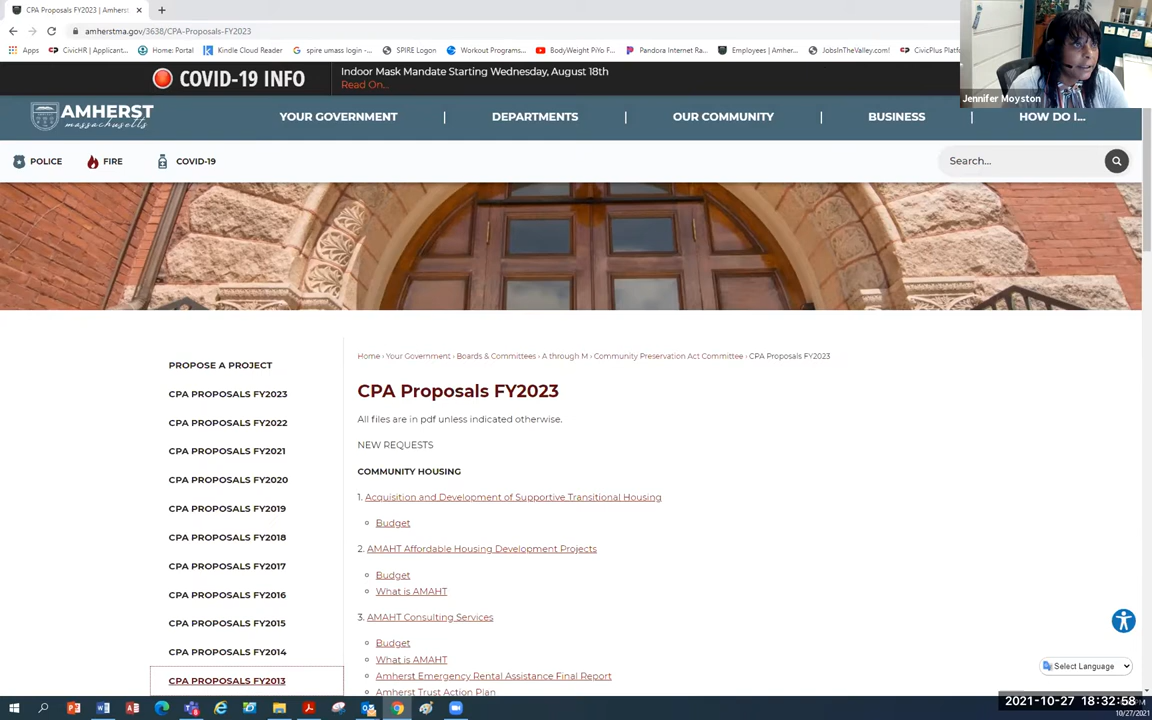 CPA Proposals FY2023 | Amherst
amherstma.gov/3638/CPA-Proposals-FY2023
Apps
CivicHR | Applicant...
Home: Portal
Kindle Cloud Reader
spire umass login -...
SPIRE Logon
Workout Programs...
BodyWeight PiYo F...
Pandora Internet Ra...
Employees | Amher...
JobsInTheValley.com!
CivicPlus Platform
Jennifer Moyston
COVID-19 INFO
Indoor Mask Mandate Starting Wednesday, August 18th
Read On...
AMHERST
Massachusetts
YOUR GOVERNMENT
DEPARTMENTS
OUR COMMUNITY
BUSINESS
HOW DO I...
POLICE
FIRE
COVID-19
Search...
PROPOSE A PROJECT
CPA PROPOSALS FY2023
CPA PROPOSALS FY2022
CPA PROPOSALS FY2021
CPA PROPOSALS FY2020
CPA PROPOSALS FY2019
CPA PROPOSALS FY2018
CPA PROPOSALS FY2017
CPA PROPOSALS FY2016
CPA PROPOSALS FY2015
CPA PROPOSALS FY2014
CPA PROPOSALS FY2013
Home › Your Government › Boards & Committees › A through M › Community Preservation Act Committee › CPA Proposals FY2023
CPA Proposals FY2023
All files are in pdf unless indicated otherwise.
NEW REQUESTS
COMMUNITY HOUSING
1. Acquisition and Development of Supportive Transitional Housing
Budget
2. AMAHT Affordable Housing Development Projects
Budget
What is AMAHT
3. AMAHT Consulting Services
Budget
What is AMAHT
Amherst Emergency Rental Assistance Final Report
Amherst Trust Action Plan
Select Language
2021-10-27 18:32:58
10/27/2021